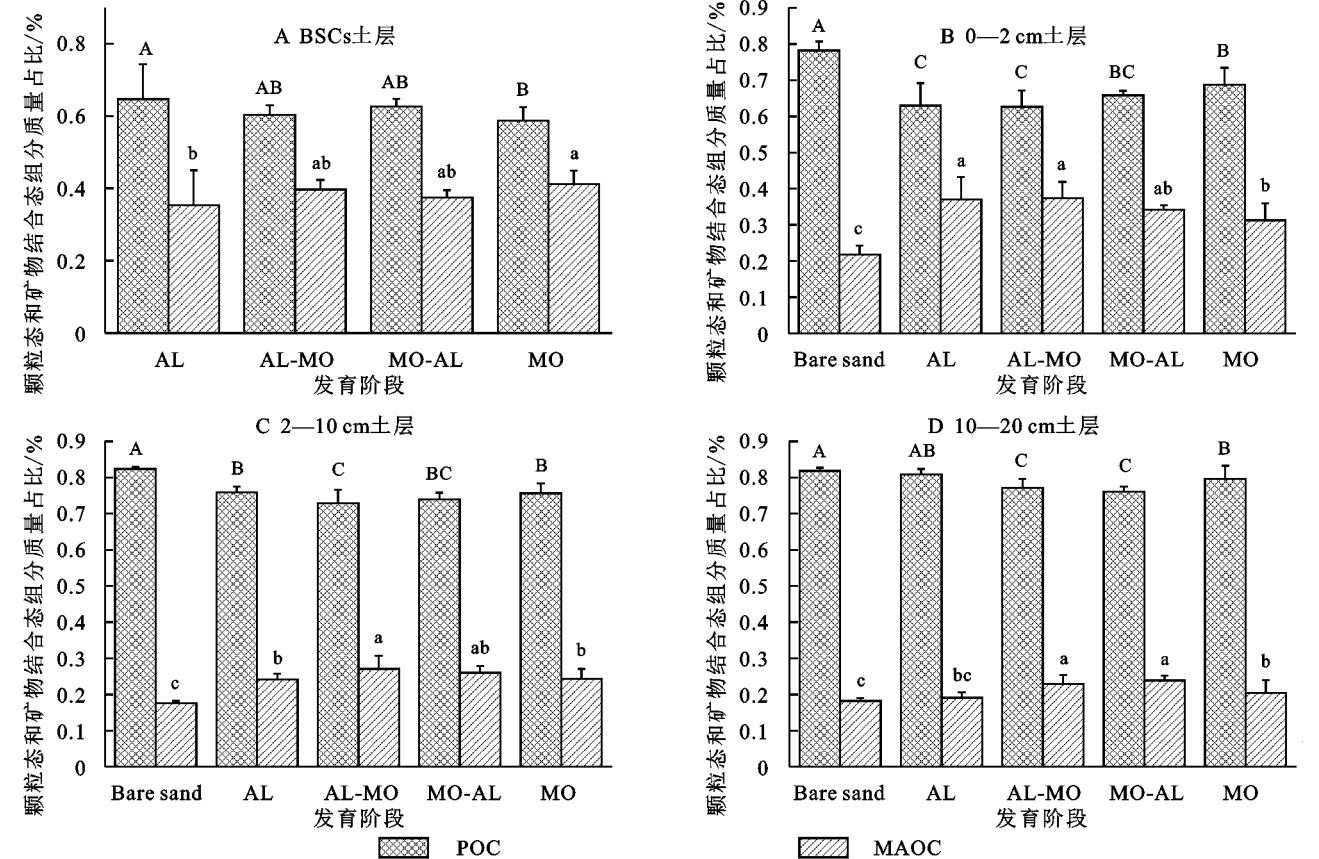 A BSCs土层
颗粒态和矿物结合态组分质量占比/%
0.8
0.6
0.4
0.2
0
A
b
AB
ab
AB
ab
B
a
AL
AL-MO
MO-AL
MO
发育阶段
B 0—2 cm土层
颗粒态和矿物结合态组分质量占比/%
0.9
0.8
0.7
0.6
0.5
0.4
0.3
0.2
0.1
0
A
c
C
a
C
a
BC
ab
B
b
Bare sand
AL
AL-MO
MO-AL
MO
发育阶段
C 2—10 cm土层
颗粒态和矿物结合态组分质量占比/%
0.9
0.8
0.7
0.6
0.5
0.4
0.3
0.2
0.1
0
A
c
B
b
C
a
BC
ab
B
b
Bare sand
AL
AL-MO
MO-AL
MO
发育阶段
D 10—20 cm土层
颗粒态和矿物结合态组分质量占比/%
0.9
0.8
0.7
0.6
0.5
0.4
0.3
0.2
0.1
0
A
c
AB
bc
C
a
C
a
B
b
Bare sand
AL
AL-MO
MO-AL
MO
发育阶段
POC
MAOC